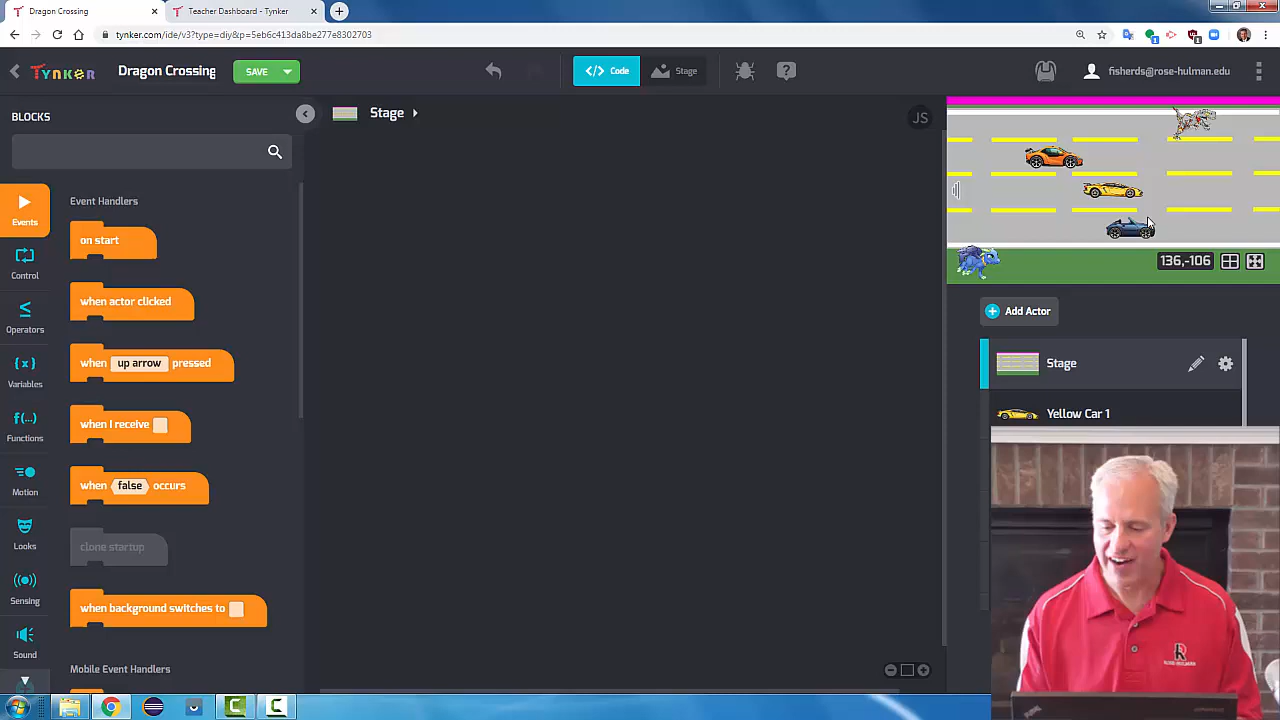 Dragon Crossing
Teacher Dashboard - Tynker
tynker.com/ide/v3?type=diy&p=5eb6c413da8be277e8302703
TYNKER
Dragon Crossing
SAVE
</> Code
Stage
fisherds@rose-hulman.edu
BLOCKS
Stage
JS
Events
Control
Operators
{x}
Variables
f(...)
Functions
Motion
Looks
Sensing
Sound
Event Handlers
on start
when actor clicked
when up arrow pressed
when I receive
when false occurs
clone startup
when background switches to
Mobile Event Handlers
136,-106
Add Actor
Stage
Yellow Car 1